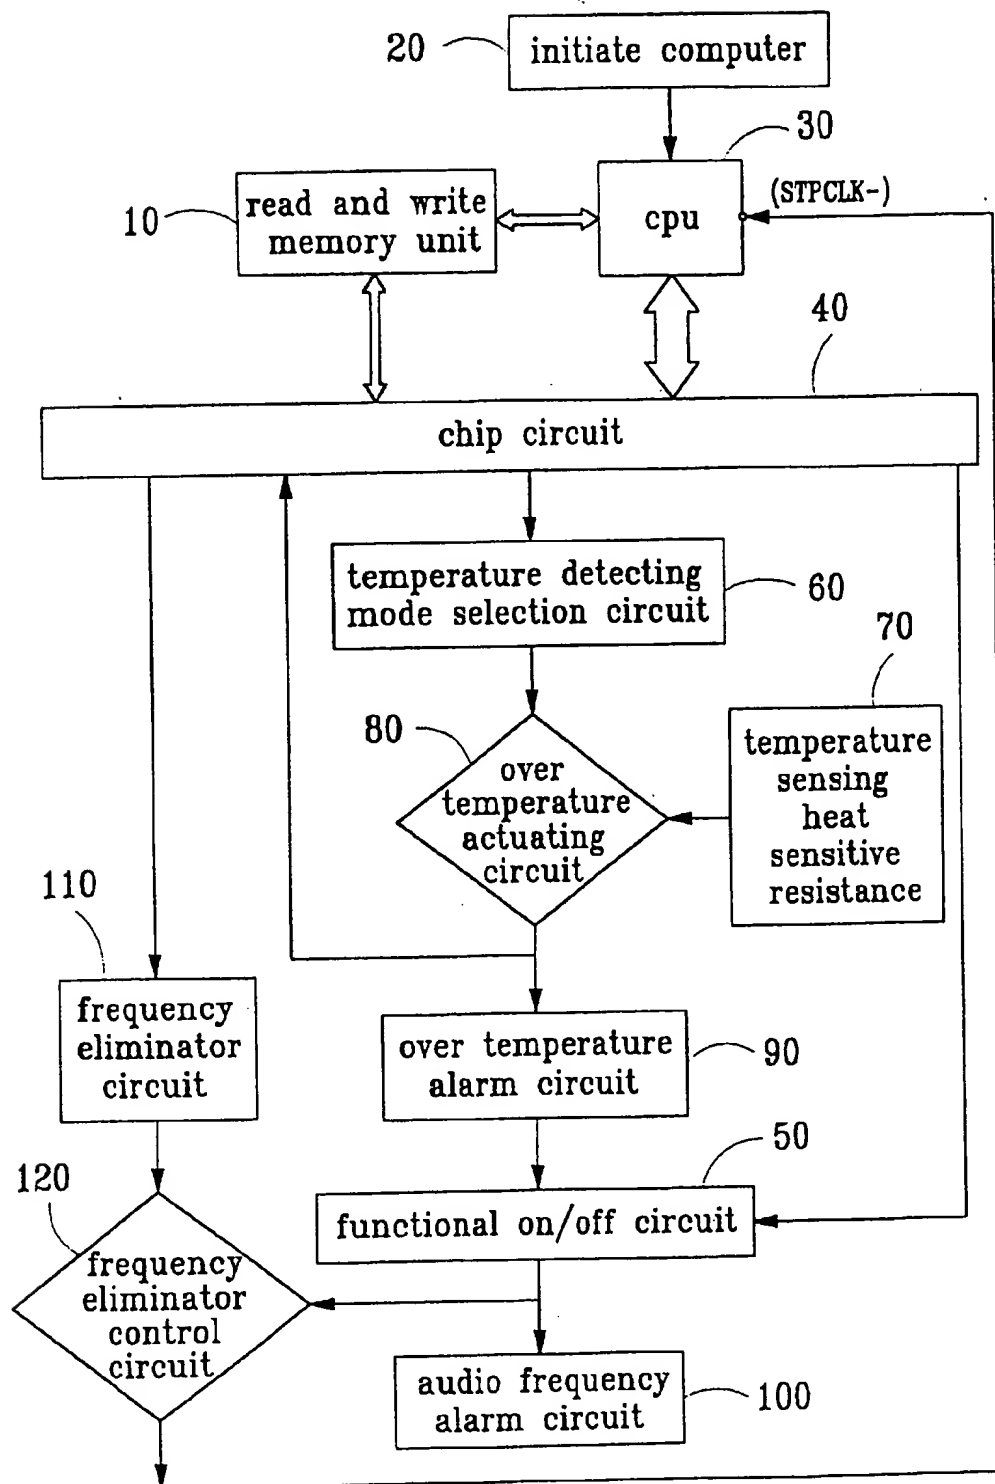 20
initiate computer
30
(STPCLK-)
10
read and write
memory unit
cpu
40
chip circuit
temperature detecting
mode selection circuit
60
70
80
over
temperature
actuating
circuit
temperature
sensing
heat
sensitive
resistance
110
frequency
eliminator
circuit
over temperature
alarm circuit
90
50
120
functional on/off circuit
frequency
eliminator
control
circuit
audio frequency
alarm circuit
100